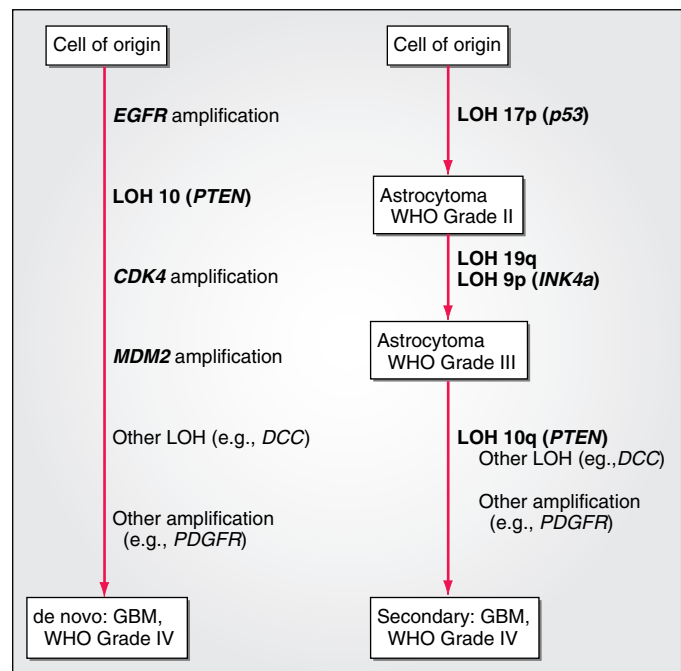 Cell of origin
EGFR amplification
LOH 10 (PTEN)
CDK4 amplification
MDM2 amplification
Other LOH (e.g., DCC)
Other amplification
(e.g., PDGFR)
de novo: GBM,
WHO Grade IV
Cell of origin
LOH 17p (p53)
Astrocytoma
WHO Grade II
LOH 19q
LOH 9p (INK4a)
Astrocytoma
WHO Grade III
LOH 10q (PTEN)
Other LOH (eg.,DCC)
Other amplification
(e.g., PDGFR)
Secondary: GBM,
WHO Grade IV